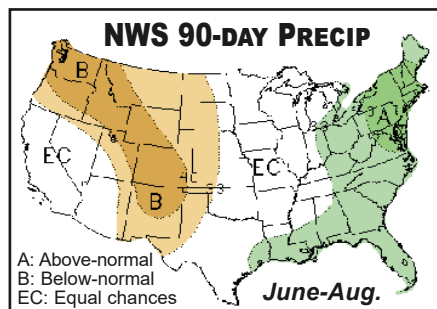 NWS 90-DAY PRECIP
B
A
EC
EC
B
A: Above-normal
B: Below-normal
EC: Equal chances
June-Aug.